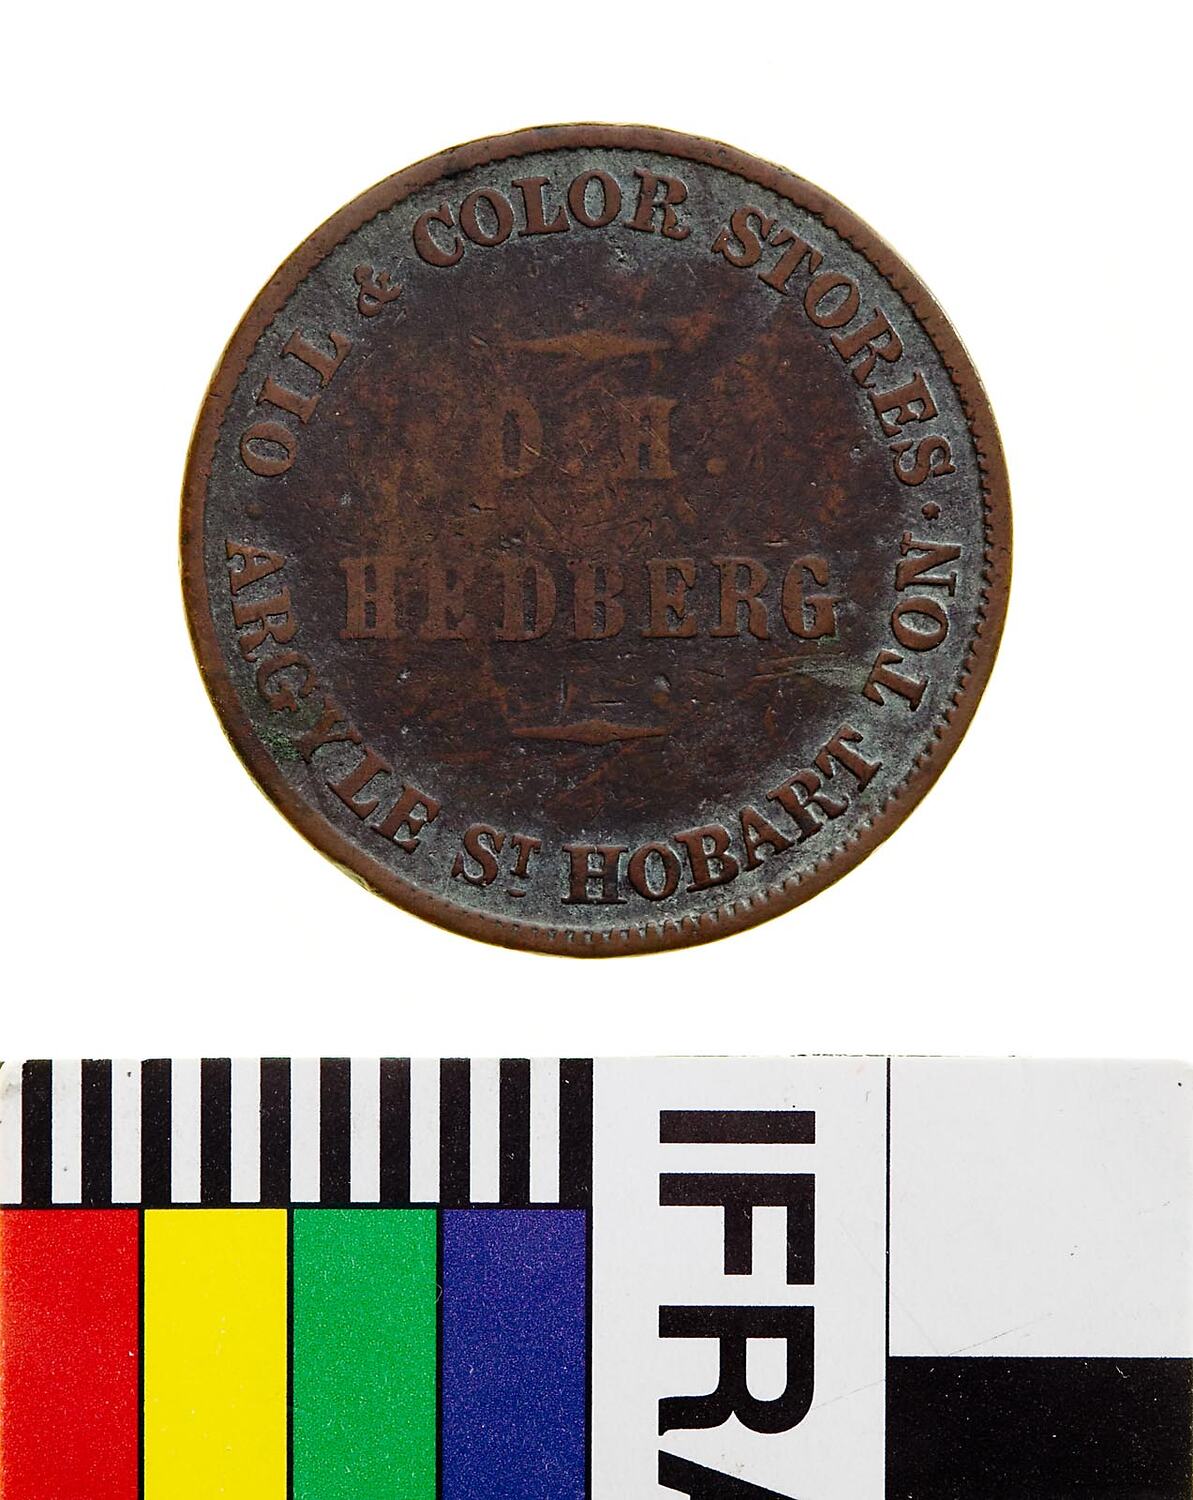 OIL & COLOR STORES
D. H.
HEDBERG
ARGYLE ST HOBART TON
IFRA